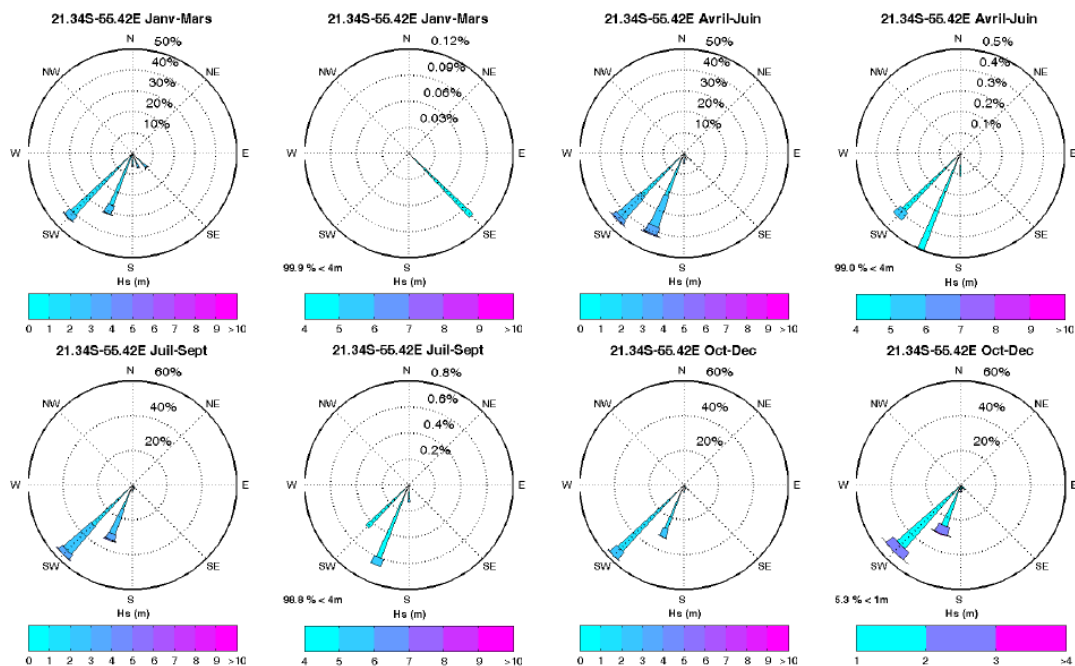 21.34S-55.42E Janv-Mars
N
50%
40%
30%
20%
10%
NW
NE
W
E
SW
SE
S
Hs (m)
0 1 2 3 4 5 6 7 8 9 >10
21.34S-55.42E Janv-Mars
N
0.12%
0.09%
0.06%
0.03%
NW
NE
W
E
SW
SE
S
99.9 % < 4m
Hs (m)
4 5 6 7 8 9 >10
21.34S-55.42E Avril-Juin
N
50%
40%
30%
20%
10%
NW
NE
W
E
SW
SE
S
Hs (m)
0 1 2 3 4 5 6 7 8 9 >10
21.34S-55.42E Avril-Juin
N
0.5%
0.4%
0.3%
0.2%
0.1%
NW
NE
W
E
SW
SE
S
99.0 % < 4m
Hs (m)
4 5 6 7 8 9 >10
21.34S-55.42E Juil-Sept
N
60%
40%
20%
NW
NE
W
E
SW
SE
S
Hs (m)
0 1 2 3 4 5 6 7 8 9 >10
21.34S-55.42E Juil-Sept
N
0.8%
0.6%
0.4%
0.2%
NW
NE
W
E
SW
SE
S
98.8 % < 4m
Hs (m)
4 5 6 7 8 9 >10
21.34S-55.42E Oct-Dec
N
60%
40%
20%
NW
NE
W
E
SW
SE
S
Hs (m)
0 1 2 3 4 5 6 7 8 9 >10
21.34S-55.42E Oct-Dec
N
60%
40%
20%
NW
NE
W
E
SW
SE
S
5.3 % < 1m
Hs (m)
1 2 3 >4